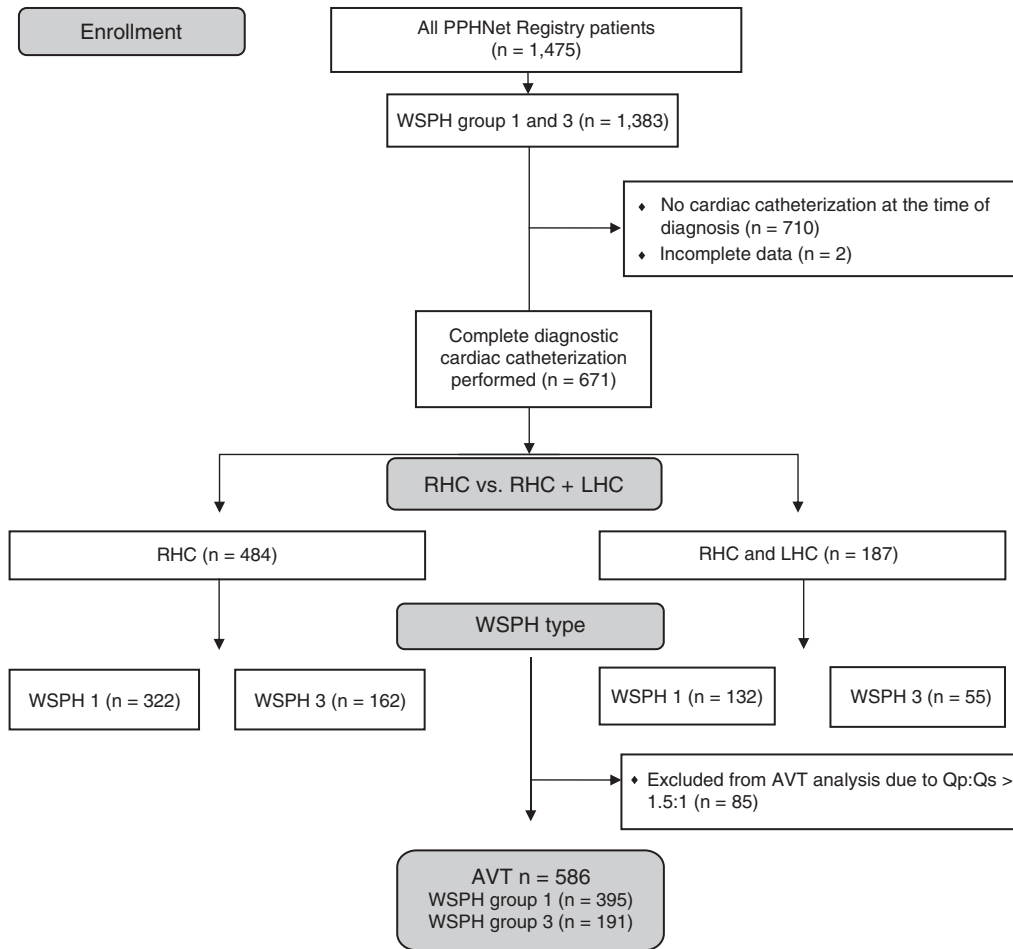 Enrollment
All PPHNet Registry patients
(n = 1,475)
WSPH group 1 and 3 (n = 1,383)
♦ No cardiac catheterization at the time of
diagnosis (n = 710)
♦ Incomplete data (n = 2)
Complete diagnostic
cardiac catheterization
performed (n = 671)
RHC vs. RHC + LHC
RHC (n = 484)
RHC and LHC (n = 187)
WSPH type
WSPH 1 (n = 322)
WSPH 3 (n = 162)
WSPH 1 (n = 132)
WSPH 3 (n = 55)
♦ Excluded from AVT analysis due to Qp:Qs >
1.5:1 (n = 85)
AVT n = 586
WSPH group 1 (n = 395)
WSPH group 3 (n = 191)